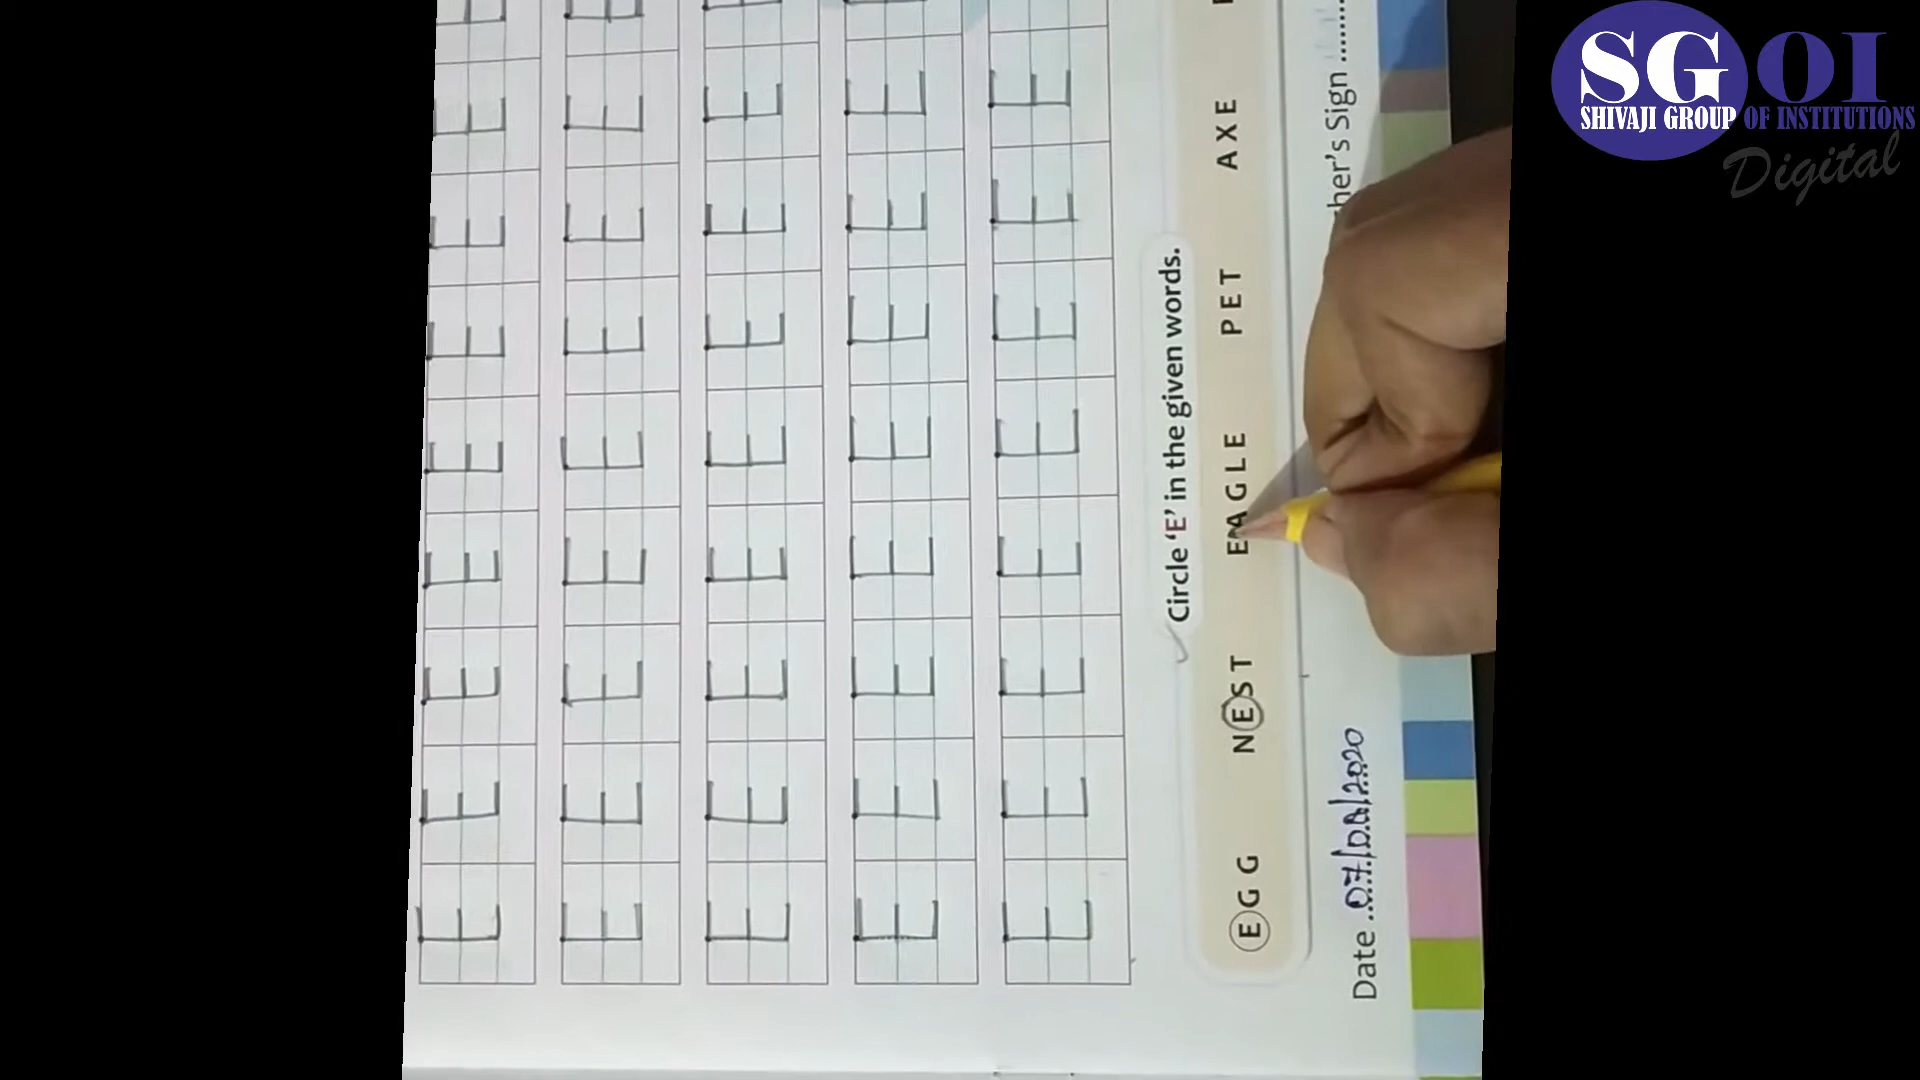 SGOI
SHIVAJI GROUP OF INSTITUTIONS
Digital
E E E E E E E E E
E E E E E E E E E
E E E E E E E E E
E E E E E E E E E
E E E E E E E E
Circle ‘E’ in the given words.
EGG NEST EAGLE PET AXE
Date 07/08/2020 her's Sign